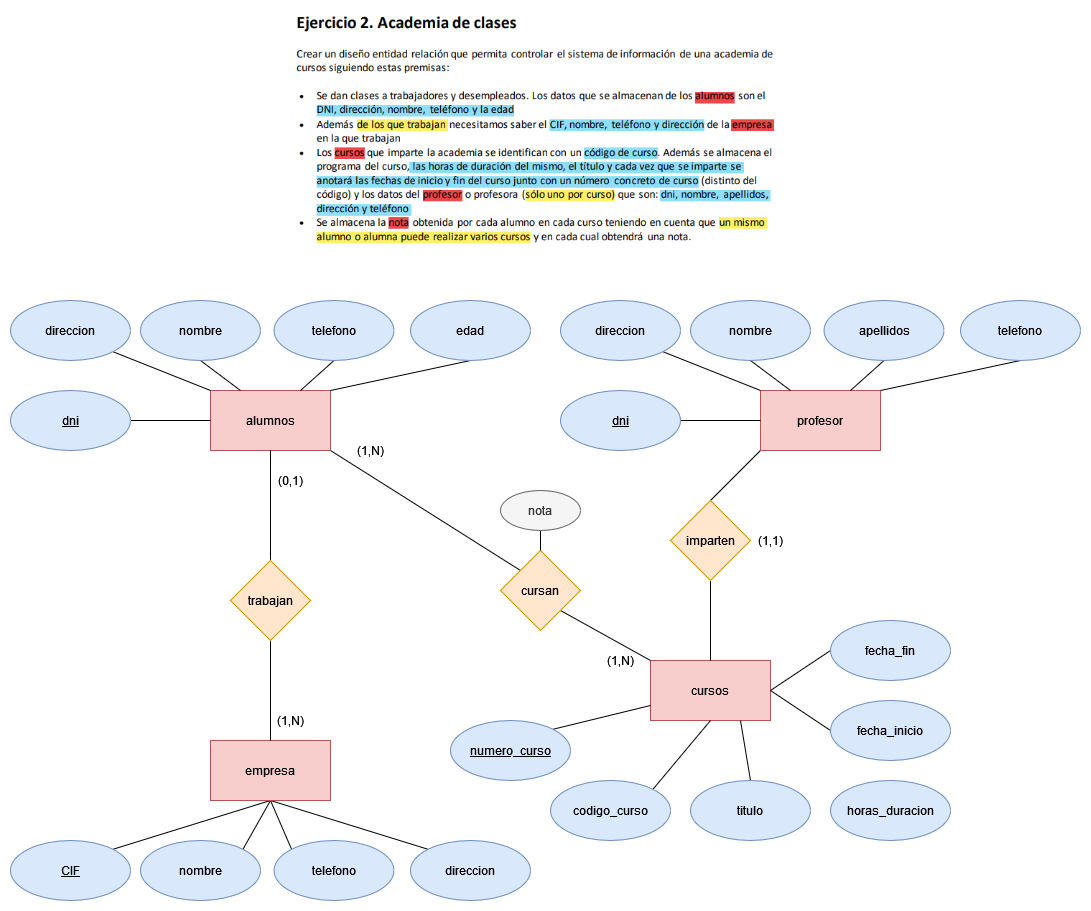 Ejercicio 2. Academia de clases
Crear un diseño entidad relación que permita controlar el sistema de información de una academia de
cursos siguiendo estas premisas:
• Se dan clases a trabajadores y desempleados. Los datos que se almacenan de los alumnos son el
DNI, dirección, nombre, teléfono y la edad
• Además de los que trabajan necesitamos saber el CIF, nombre, teléfono y dirección de la empresa
en la que trabajan
• Los cursos que imparte la academia se identifican con un código de curso. Además se almacena el
programa del curso, las horas de duración del mismo, el título y cada vez que se imparte se
anotará las fechas de inicio y fin del curso junto con un número concreto de curso (distinto del
código) y los datos del profesor o profesora (sólo uno por curso) que son: dni, nombre, apellidos,
dirección y teléfono
• Se almacena la nota obtenida por cada alumno en cada curso teniendo en cuenta que un mismo
alumno o alumna puede realizar varios cursos y en cada cual obtendrá una nota.
direccion nombre telefono edad direccion nombre apellidos telefono
dni alumnos dni profesor
(1,N)
(0,1)
nota
imparten (1,1)
trabajan cursan
fecha_fin
(1,N)
cursos
(1,N)
fecha_inicio
numero_curso
empresa
codigo_curso titulo horas_duracion
CIF nombre telefono direccion